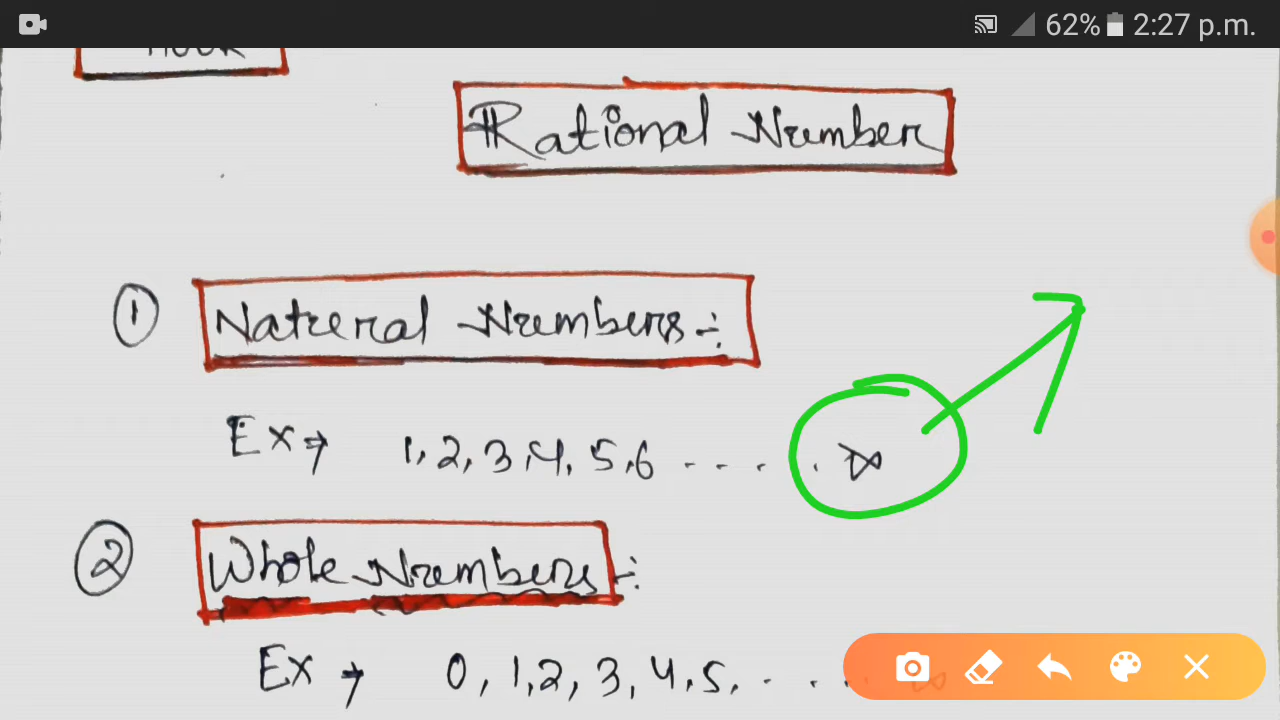 62% 2:27 p.m.
HOUR
Rational Number
① Natural Numbers :-
Ex → 1, 2, 3, 4, 5, 6 ..... ∞
② Whole Numbers :-
Ex → 0, 1, 2, 3, 4, 5, ....